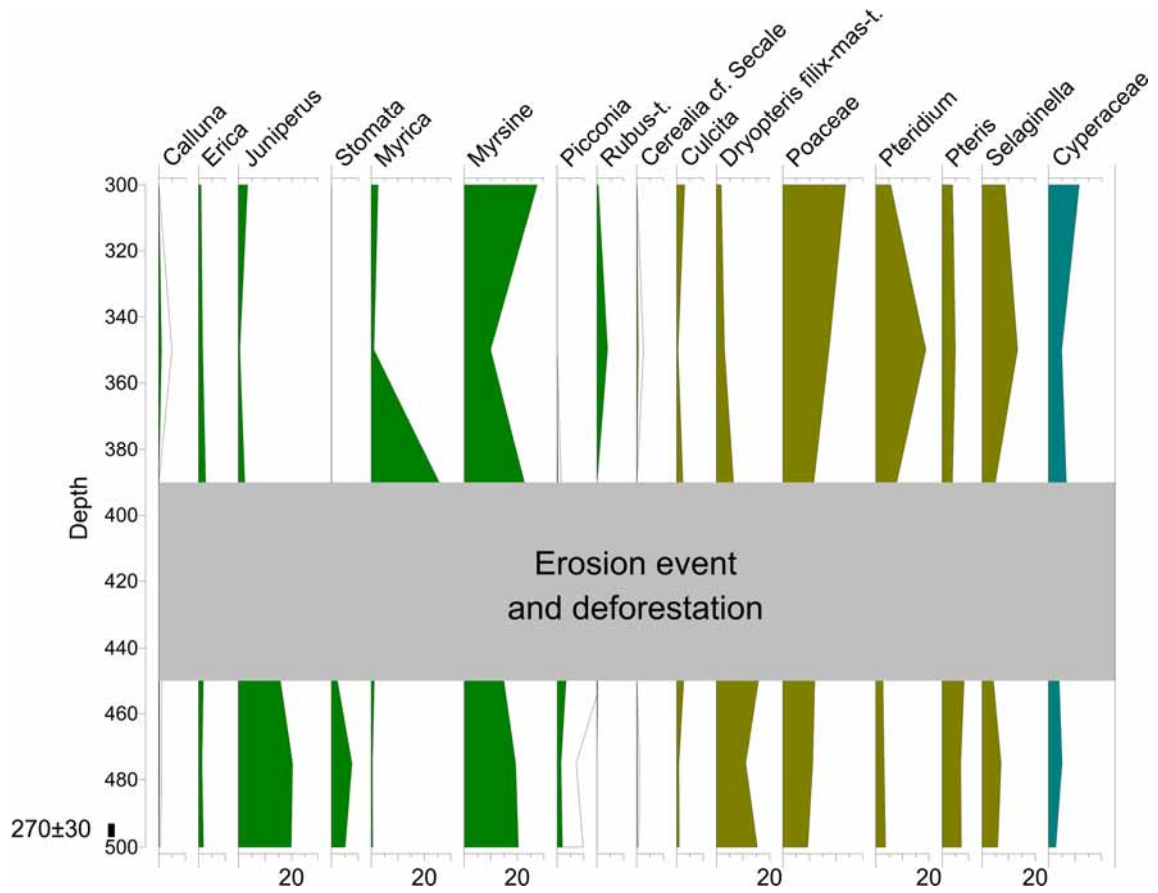 Calluna
Erica
Juniperus
Stomata
Myrica
Myrsine
Picconia
Rubus-t.
Cerealia cf. Secale
Culcita
Dryopteris filix-mas-t.
Poaceae
Pteridium
Pteris
Selaginella
Cyperaceae
300
320
340
360
380
400
420
440
460
480
500
Depth
270±30
Erosion event
and deforestation
20 20 20 20 20 20